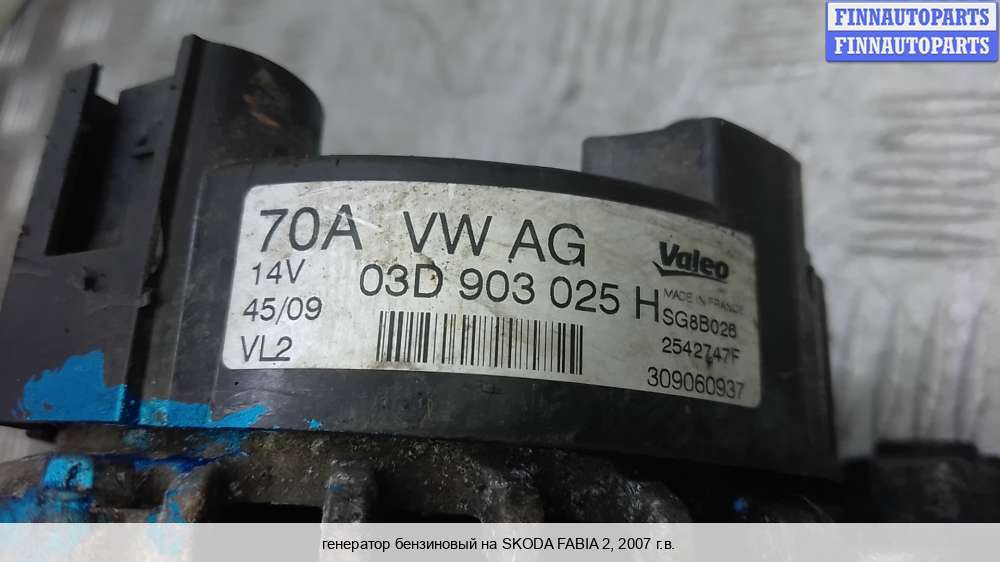 FINNAUTOPARTS
FINNAUTOPARTS
70A VW AG
Valeo
14V
03D 903 025 H
MADE IN FRANCE
45/09
SG8B026
VL2
2542747F
309060937
генератор бензиновый на SKODA FABIA 2, 2007 г.в.